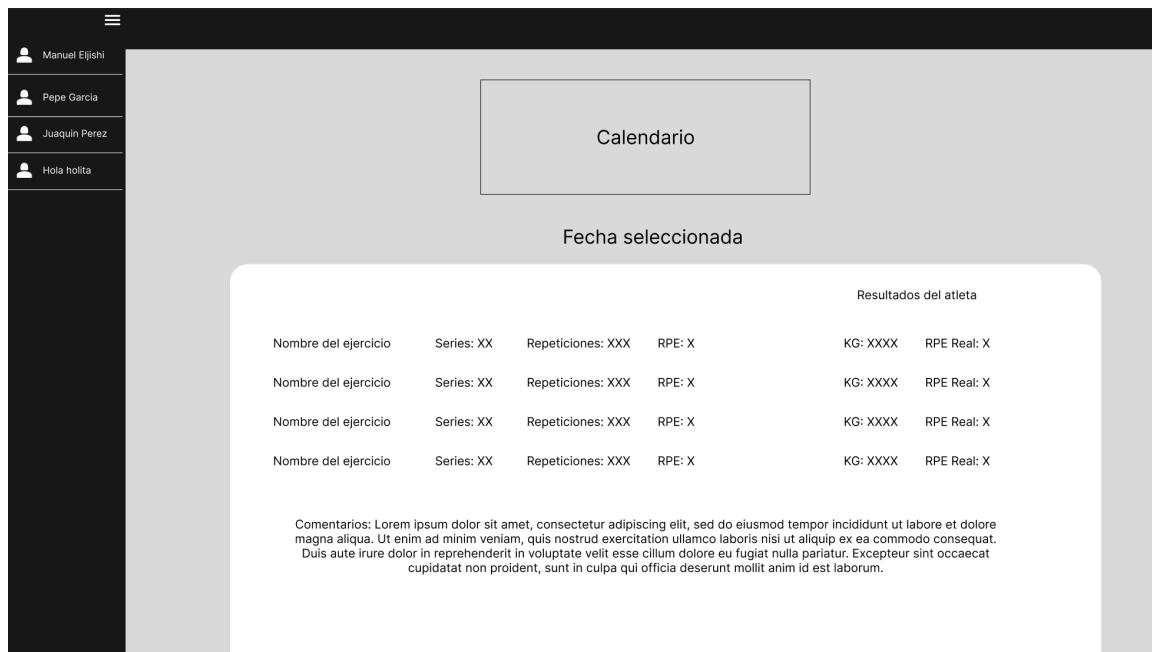 Manuel Eljishi
Pepe Garcia
Juaquin Perez
Hola holita
Calendario
Fecha seleccionada
Resultados del atleta
Nombre del ejercicio Series: XX Repeticiones: XXX RPE: X KG: XXXX RPE Real: X
Nombre del ejercicio Series: XX Repeticiones: XXX RPE: X KG: XXXX RPE Real: X
Nombre del ejercicio Series: XX Repeticiones: XXX RPE: X KG: XXXX RPE Real: X
Nombre del ejercicio Series: XX Repeticiones: XXX RPE: X KG: XXXX RPE Real: X
Comentarios: Lorem ipsum dolor sit amet, consectetur adipiscing elit, sed do eiusmod tempor incididunt ut labore et dolore
magna aliqua. Ut enim ad minim veniam, quis nostrud exercitation ullamco laboris nisi ut aliquip ex ea commodo consequat.
Duis aute irure dolor in reprehenderit in voluptate velit esse cillum dolore eu fugiat nulla pariatur. Excepteur sint occaecat
cupidatat non proident, sunt in culpa qui officia deserunt mollit anim id est laborum.